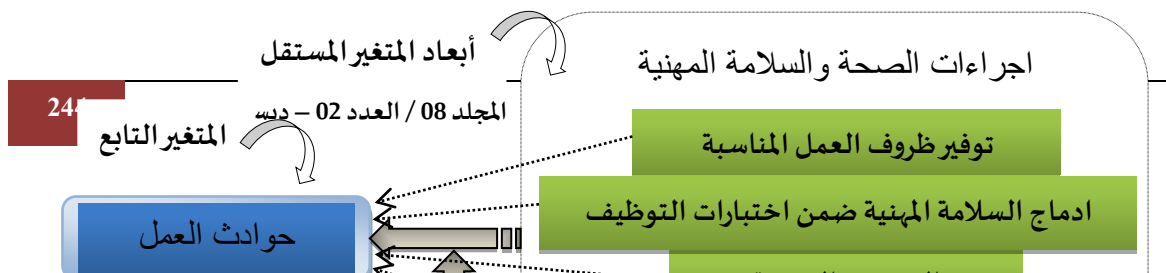 أبعاد المتغير المستقل
اجراءات الصحة والسلامة المهنية
المجلد 08 / العدد 02 –
المتغير التابع
توفير ظروف العمل المناسبة
ادماج السلامة المهنية ضمن اختبارات التوظيف
حوادث العمل